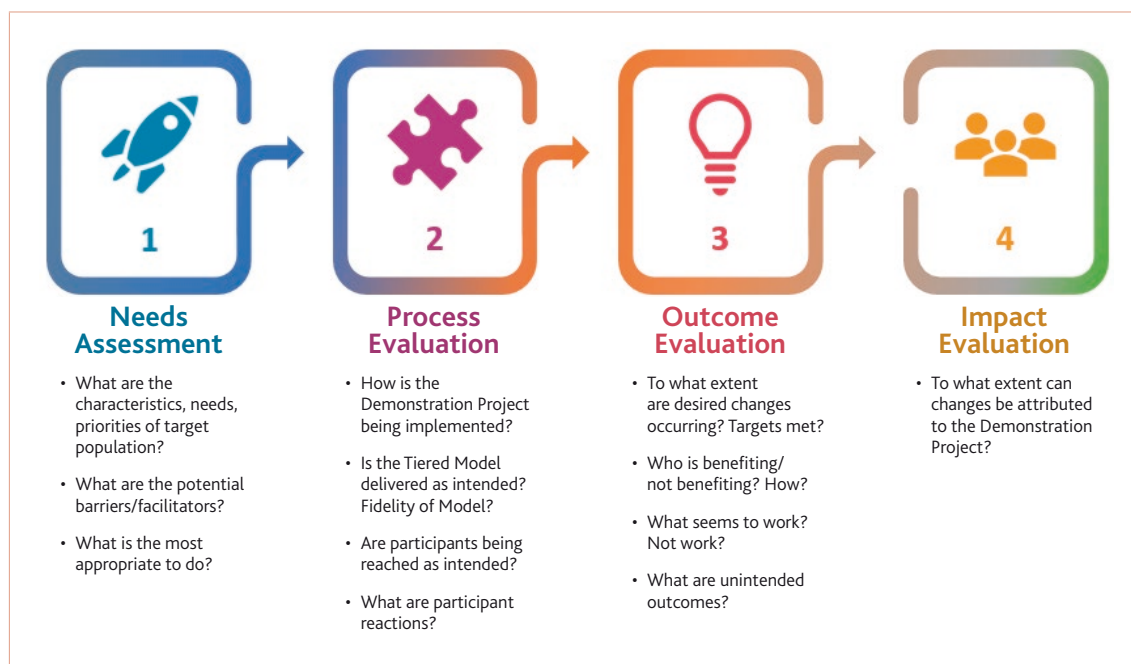 1
Needs
Assessment
• What are the
characteristics, needs,
priorities of target
population?
• What are the potential
barriers/facilitators?
• What is the most
appropriate to do?
2
Process
Evaluation
• How is the
Demonstration Project
being implemented?
• Is the Tiered Model
delivered as intended?
Fidelity of Model?
• Are participants being
reached as intended?
• What are participant
reactions?
3
Outcome
Evaluation
• To what extent
are desired changes
occurring? Targets met?
• Who is benefiting/
not benefiting? How?
• What seems to work?
Not work?
• What are unintended
outcomes?
4
Impact
Evaluation
• To what extent can
changes be attributed
to the Demonstration
Project?